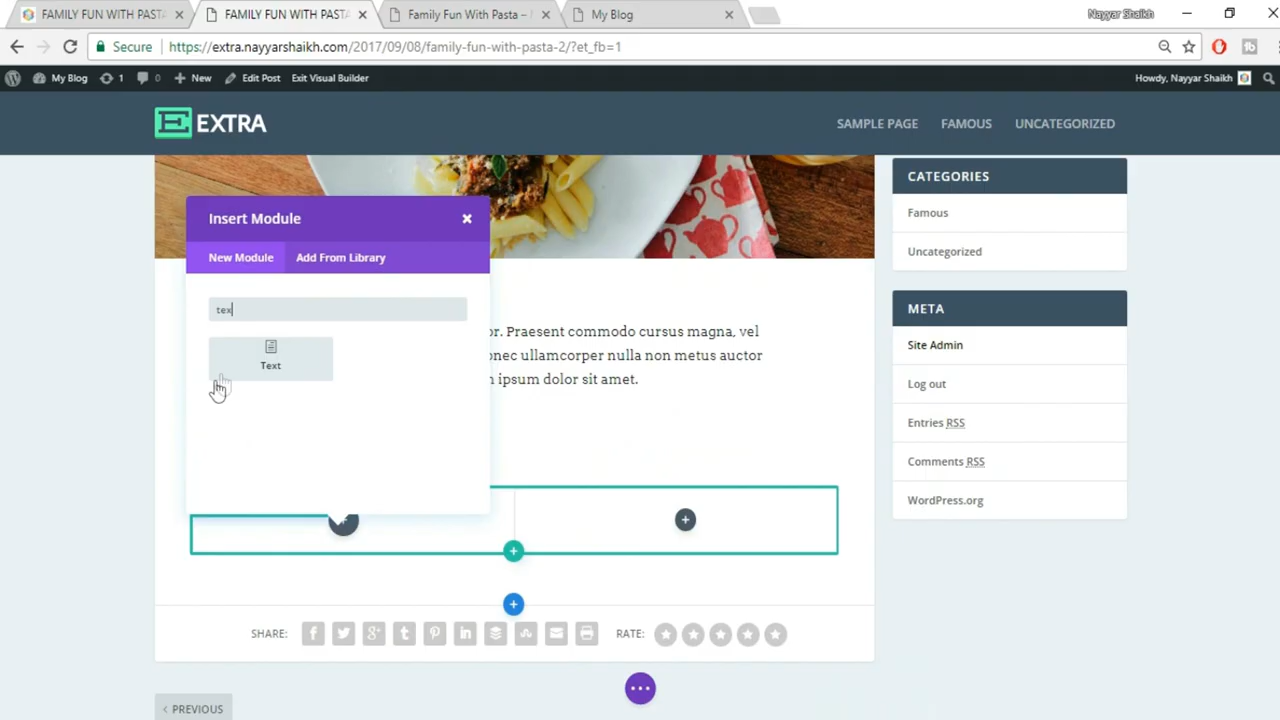 FAMILY FUN WITH PASTA
FAMILY FUN WITH PASTA
Family Fun With Pasta –
My Blog
Nayyar Shaikh
Secure
https://extra.nayyarshaikh.com/2017/09/08/family-fun-with-pasta-2/?et_fb=1
My Blog
1
0
New
Edit Post
Exit Visual Builder
Howdy, Nayyar Shaikh
E EXTRA
SAMPLE PAGE
FAMOUS
UNCATEGORIZED
Insert Module
New Module
Add From Library
tex
Text
or. Praesent commodo cursus magna, vel
onec ullamcorper nulla non metus auctor
ipsum dolor sit amet.
CATEGORIES
Famous
Uncategorized
META
Site Admin
Log out
Entries RSS
Comments RSS
WordPress.org
SHARE:
RATE:
PREVIOUS